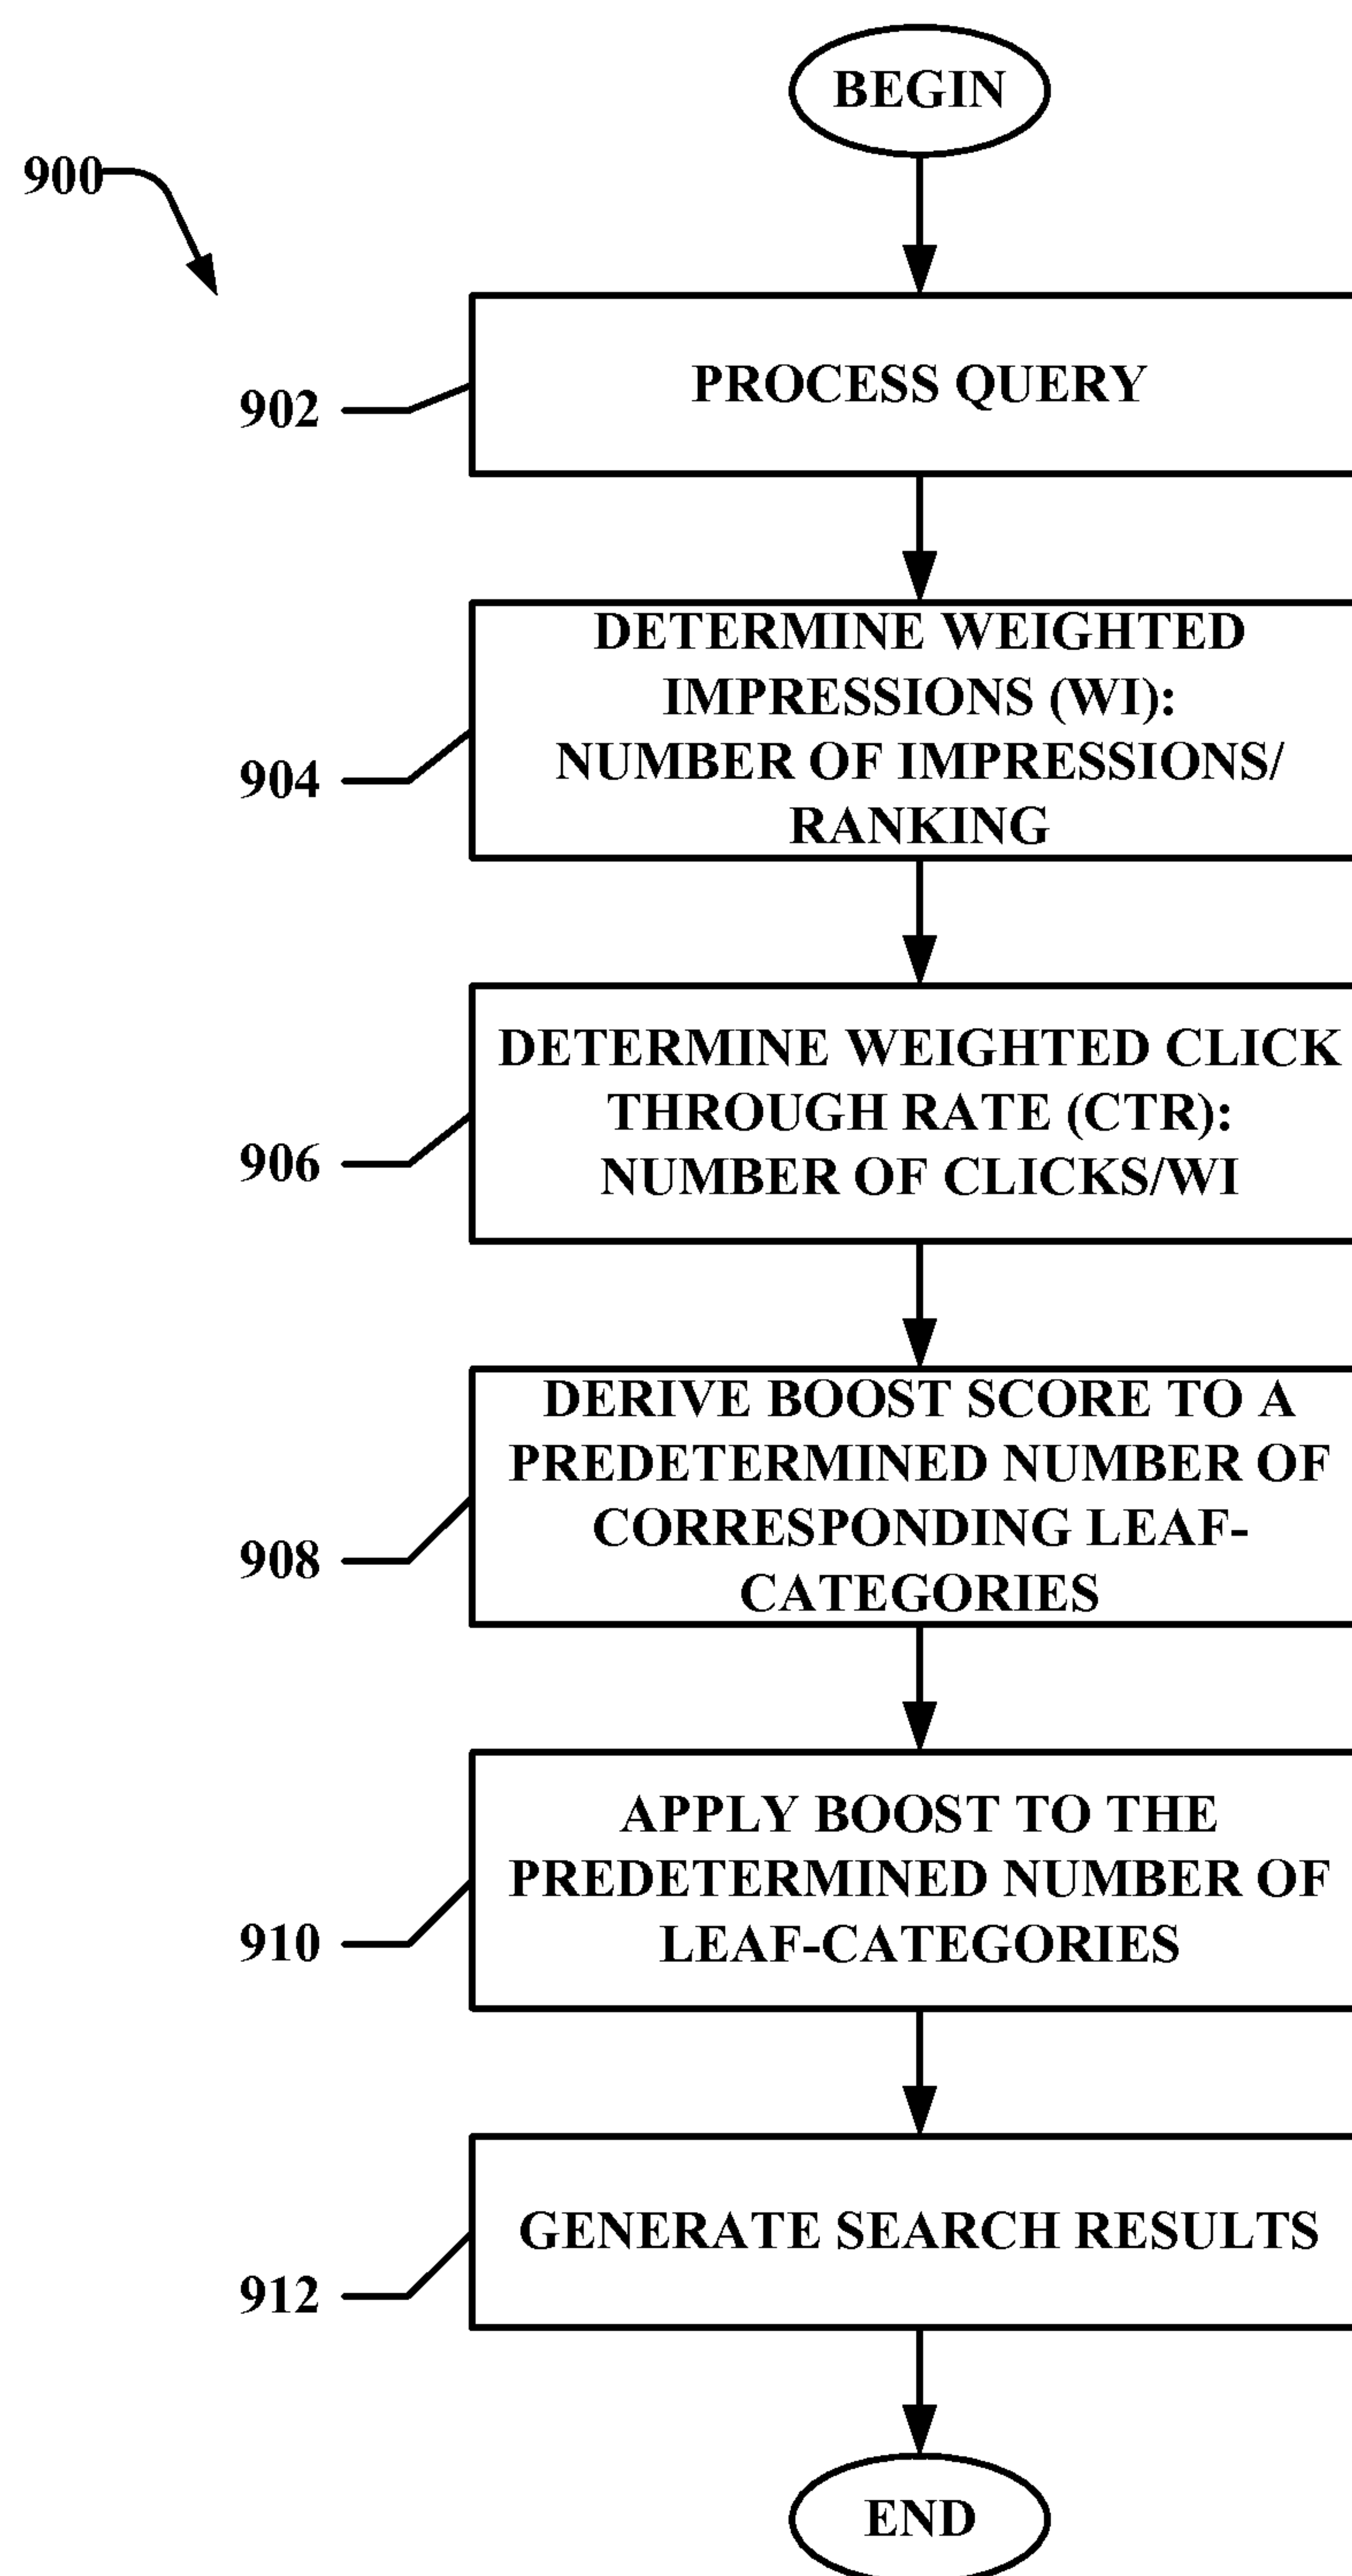 BEGIN
900
PROCESS QUERY
902
DETERMINE WEIGHTED
IMPRESSIONS (WI):
NUMBER OF IMPRESSIONS/
RANKING
904
DETERMINE WEIGHTED CLICK
THROUGH RATE (CTR):
NUMBER OF CLICKS/WI
906
DERIVE BOOST SCORE TO A
PREDETERMINED NUMBER OF
CORRESPONDING LEAF-
CATEGORIES
908
APPLY BOOST TO THE
PREDETERMINED NUMBER OF
LEAF-CATEGORIES
910
GENERATE SEARCH RESULTS
912
END